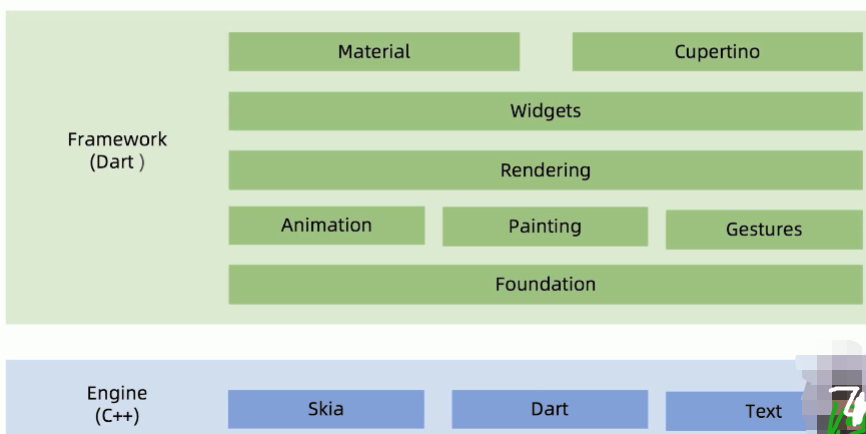 Material
Cupertino
Widgets
Framework
(Dart )
Rendering
Animation
Painting
Gestures
Foundation
Engine
(C++)
Skia
Dart
Text